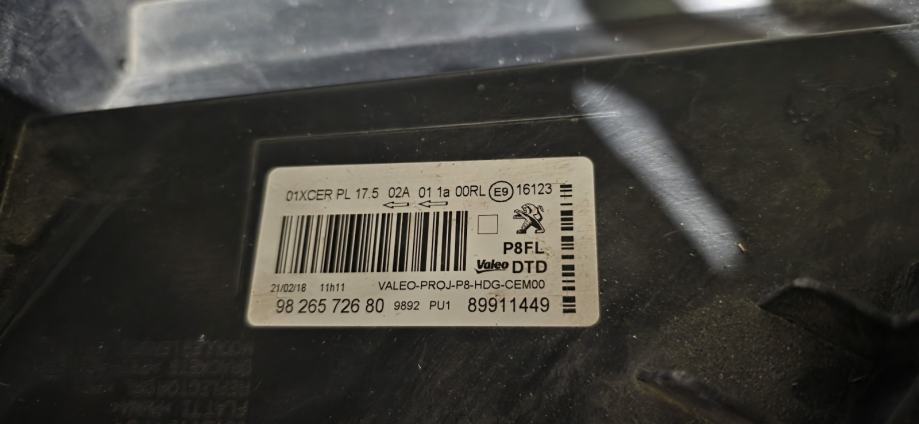 01XCER PL 17.5 02A 01 1a 00RL E9 16123
P8FL
Valeo DTD
21/02/18 11h11 VALEO-PROJ-P8-HDG-CEM00
98 265 726 80 9892 PU1 89911449